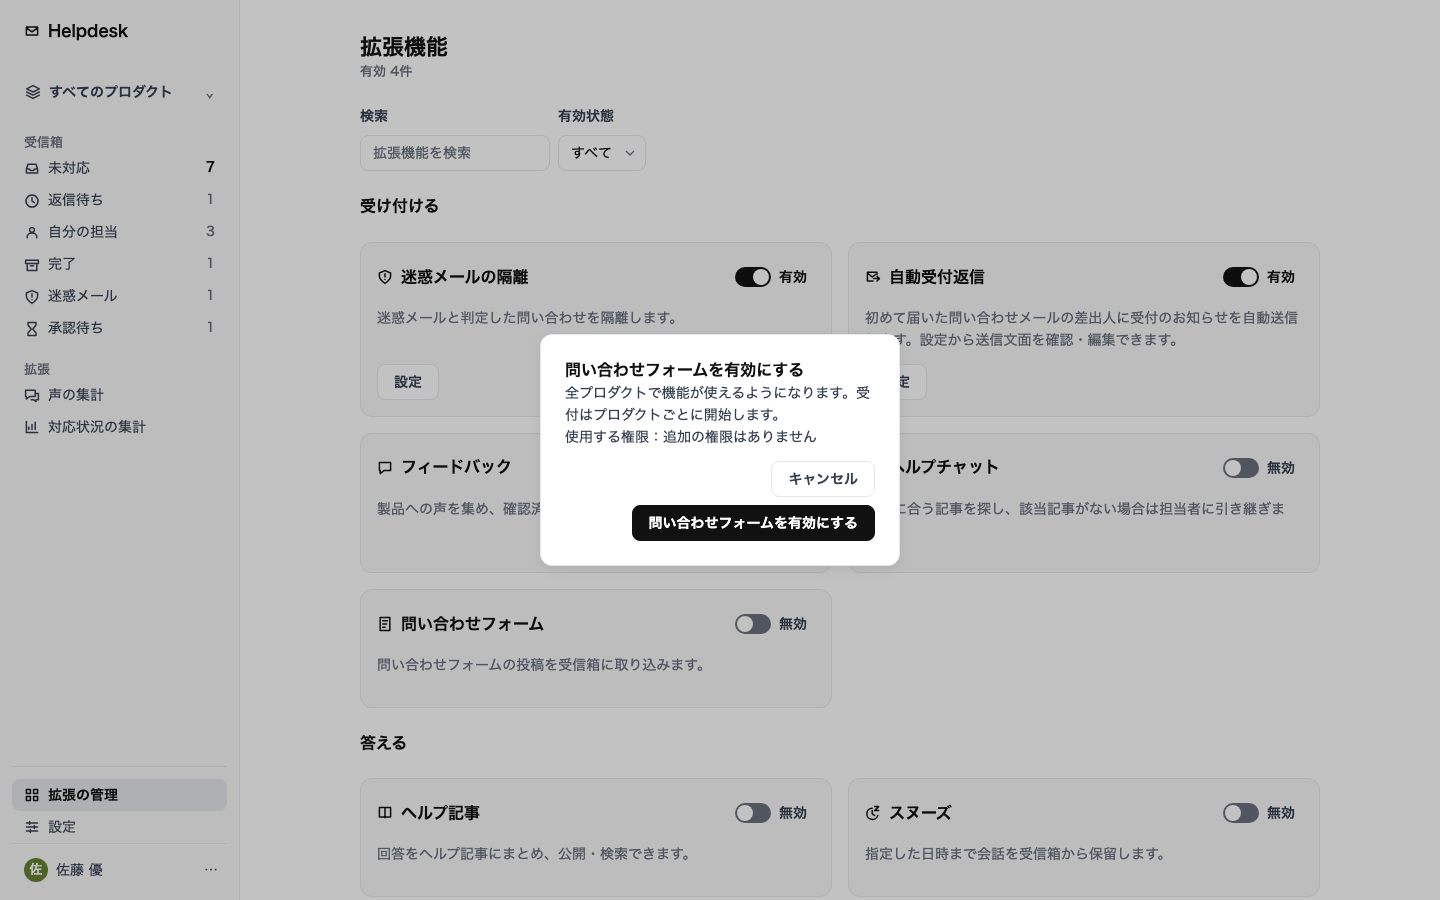 Helpdesk
すべてのプロダクト
受信箱
未対応 7
返信待ち 1
自分の担当 3
完了 1
迷惑メール 1
承認待ち 1
拡張
声の集計
対応状況の集計
拡張の管理
設定
佐 佐藤 優 …
拡張機能
有効 4件
検索 有効状態
拡張機能を検索 すべて
受け付ける
迷惑メールの隔離 有効
迷惑メールと判定した問い合わせを隔離します。
設定
自動受付返信 有効
初めて届いた問い合わせメールの差出人に受付のお知らせを自動送信
す。設定から送信文面を確認・編集できます。
定
フィードバック
製品への声を集め、確認済
ヘルプチャット 無効
に合う記事を探し、該当記事がない場合は担当者に引き継ぎま
問い合わせフォームを有効にする
全プロダクトで機能が使えるようになります。受
付はプロダクトごとに開始します。
使用する権限：追加の権限はありません
キャンセル
問い合わせフォームを有効にする
問い合わせフォーム 無効
問い合わせフォームの投稿を受信箱に取り込みます。
答える
ヘルプ記事 無効
回答をヘルプ記事にまとめ、公開・検索できます。
スヌーズ 無効
指定した日時まで会話を受信箱から保留します。